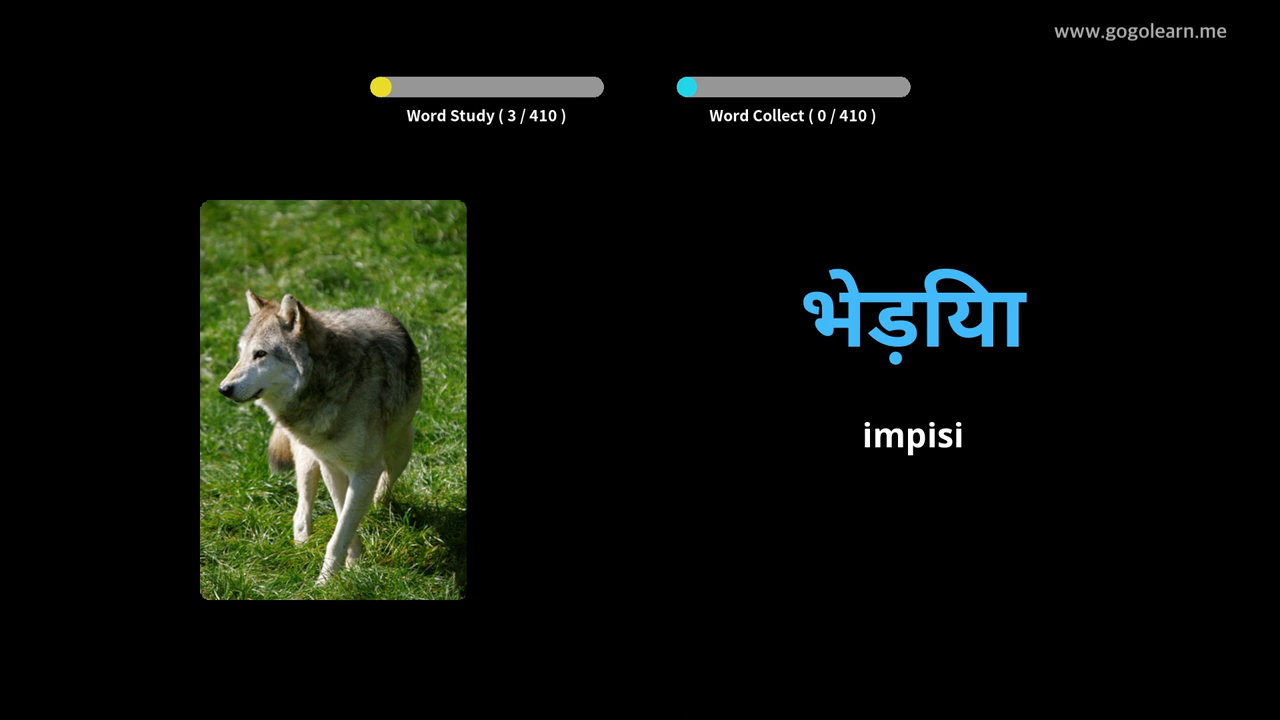 www.gogolearn.me
Word Study ( 3 / 410 )
Word Collect ( 0 / 410 )
भेड़िया
impisi